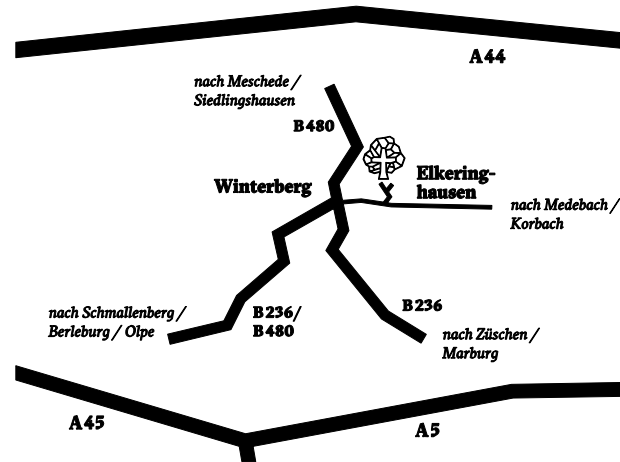 A44
nach Meschede /
Siedlingshausen
B480
Elkering-
hausen
Winterberg
nach Medebach /
Korbach
nach Schmallenberg /
Berleburg / Olpe
B236/
B480
B236
nach Züschen /
Marburg
A45
A5